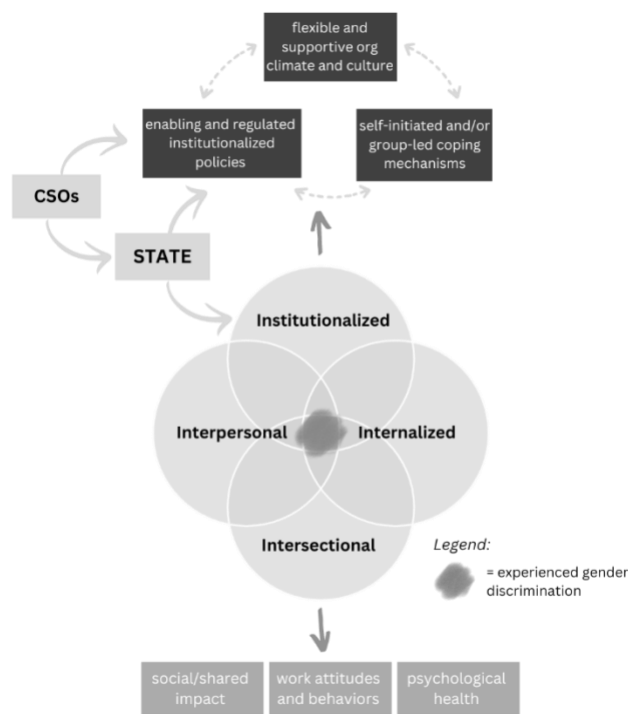 flexible and
supportive org
climate and culture
enabling and regulated
institutionalized
policies
self-initiated and/or
group-led coping
mechanisms
CSOs
STATE
Institutionalized
Interpersonal
Internalized
Intersectional
Legend:
= experienced gender
discrimination
social/shared
impact
work attitudes
and behaviors
psychological
health